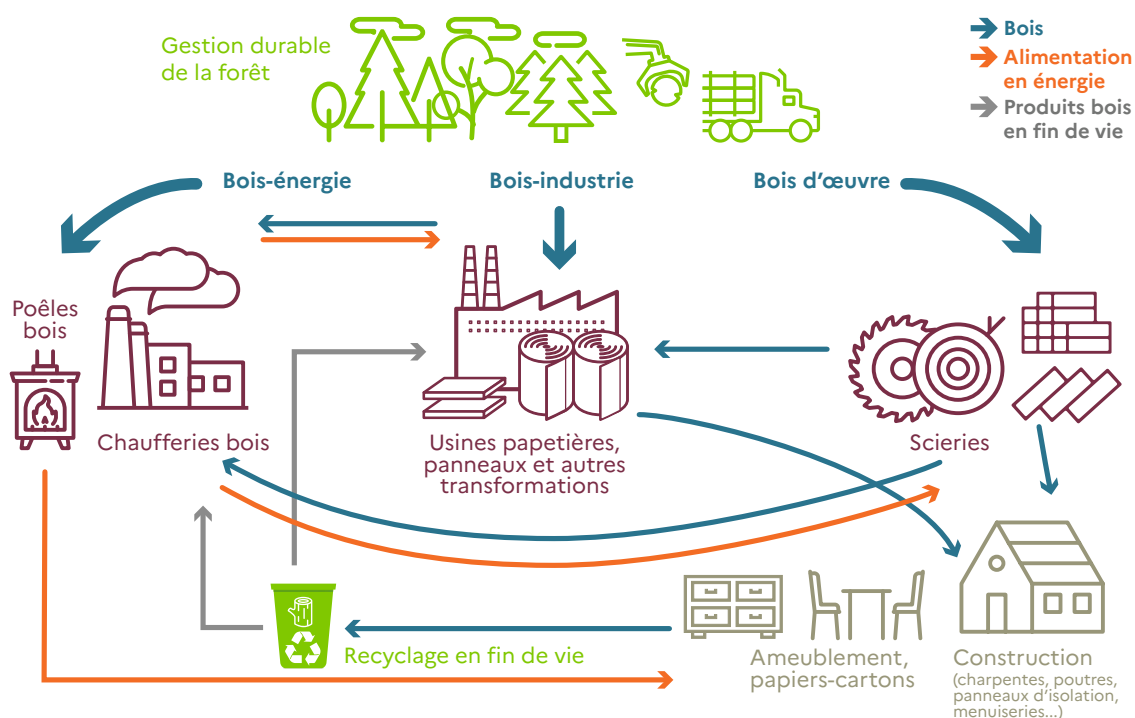 Gestion durable
de la forêt
Bois
Alimentation
en énergie
Produits bois
en fin de vie
Bois-énergie
Bois-industrie
Bois d'œuvre
Poêles
bois
Chaufferies bois
Usines papetières,
panneaux et autres
transformations
Scieries
Recyclage en fin de vie
Ameublement,
papiers-cartons
Construction
(charpentes, poutres,
panneaux d'isolation,
menuiseries...)